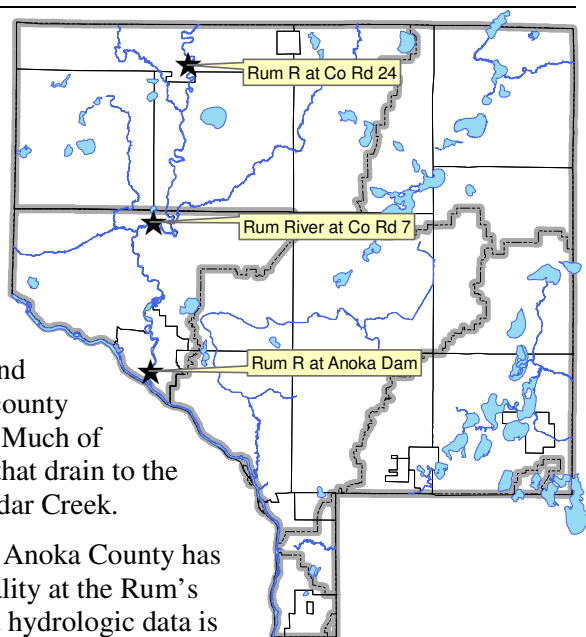 Rum R at Co Rd 24
Rum River at Co Rd 7
Rum R at Anoka Dam
county
Much of
that drain to the
dar Creek.
Anoka County has
ality at the Rum's
hydrologic data is